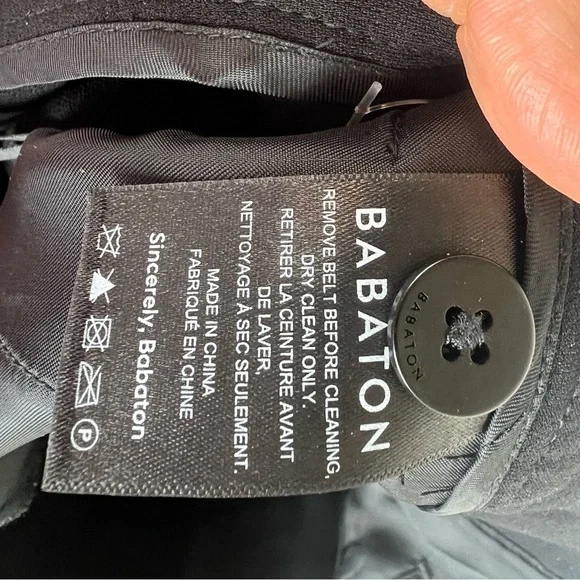 BABATON
REMOVE BELT BEFORE CLEANING,
DRY CLEAN ONLY.
RETIRER LA CEINTURE AVANT
DE LAVER.
NETTOYAGE À SEC SEULEMENT.
MADE IN CHINA
FABRIQUÉ EN CHINE
Sincerely, Babaton
P
BABATON